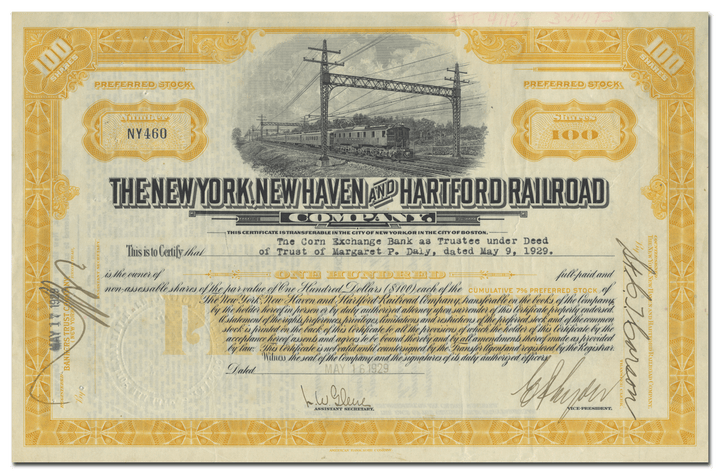 100 SHARES
100 SHARES
PREFERRED STOCK
PREFERRED STOCK
Number
NY460
Shares
100
THE NEW YORK, NEW HAVEN AND HARTFORD RAILROAD
COMPANY.
THIS CERTIFICATE IS TRANSFERABLE IN THE CITY OF NEW YORK, OR IN THE CITY OF BOSTON.
This is to Certify that The Corn Exchange Bank as Trustee under Deed
of Trust of Margaret P. Daly, dated May 9, 1929.
is the owner of ONE HUNDRED full-paid and
non-assessable shares of the par value of One Hundred Dollars ($100) each of the CUMULATIVE 7% PREFERRED STOCK of
The New York, New Haven and Hartford Railroad Company, transferable on the books of the Company,
by the holder hereof in person or by duly authorized attorney upon surrender of this Certificate properly endorsed.
A statement of the rights, preferences, privileges, limitations and restrictions of the preferred stock and of the common
stock is printed on the back of this Certificate to all the provisions of which the holder of this Certificate by the
acceptance hereof assents and agrees to be bound thereby and by all amendments thereof made as provided
by law. This Certificate is not valid until countersigned by the Transfer Agent and registered by the Registrar.
Witness the seal of the Company and the signatures of its duly authorized officers.
Dated MAY 16 1929
ASSISTANT SECRETARY.
VICE-PRESIDENT.
MAY 17 1929
100 SHARES
100 SHARES